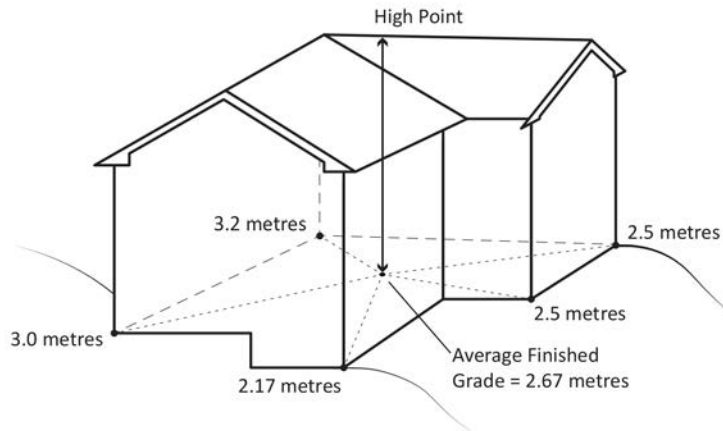 High Point
3.2 metres
2.5 metres
2.5 metres
3.0 metres
2.17 metres
Average Finished
Grade = 2.67 metres